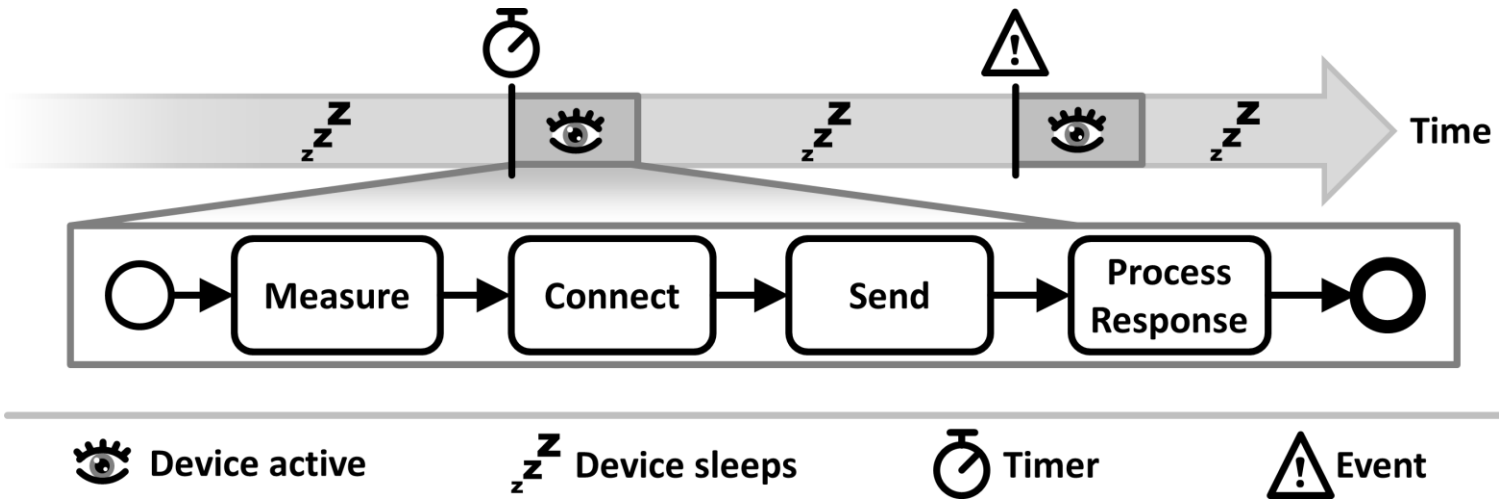 z z Z
z z Z
z z Z
Time
Measure
Connect
Send
Process
Response
Device active
z z Z
Device sleeps
Timer
Event